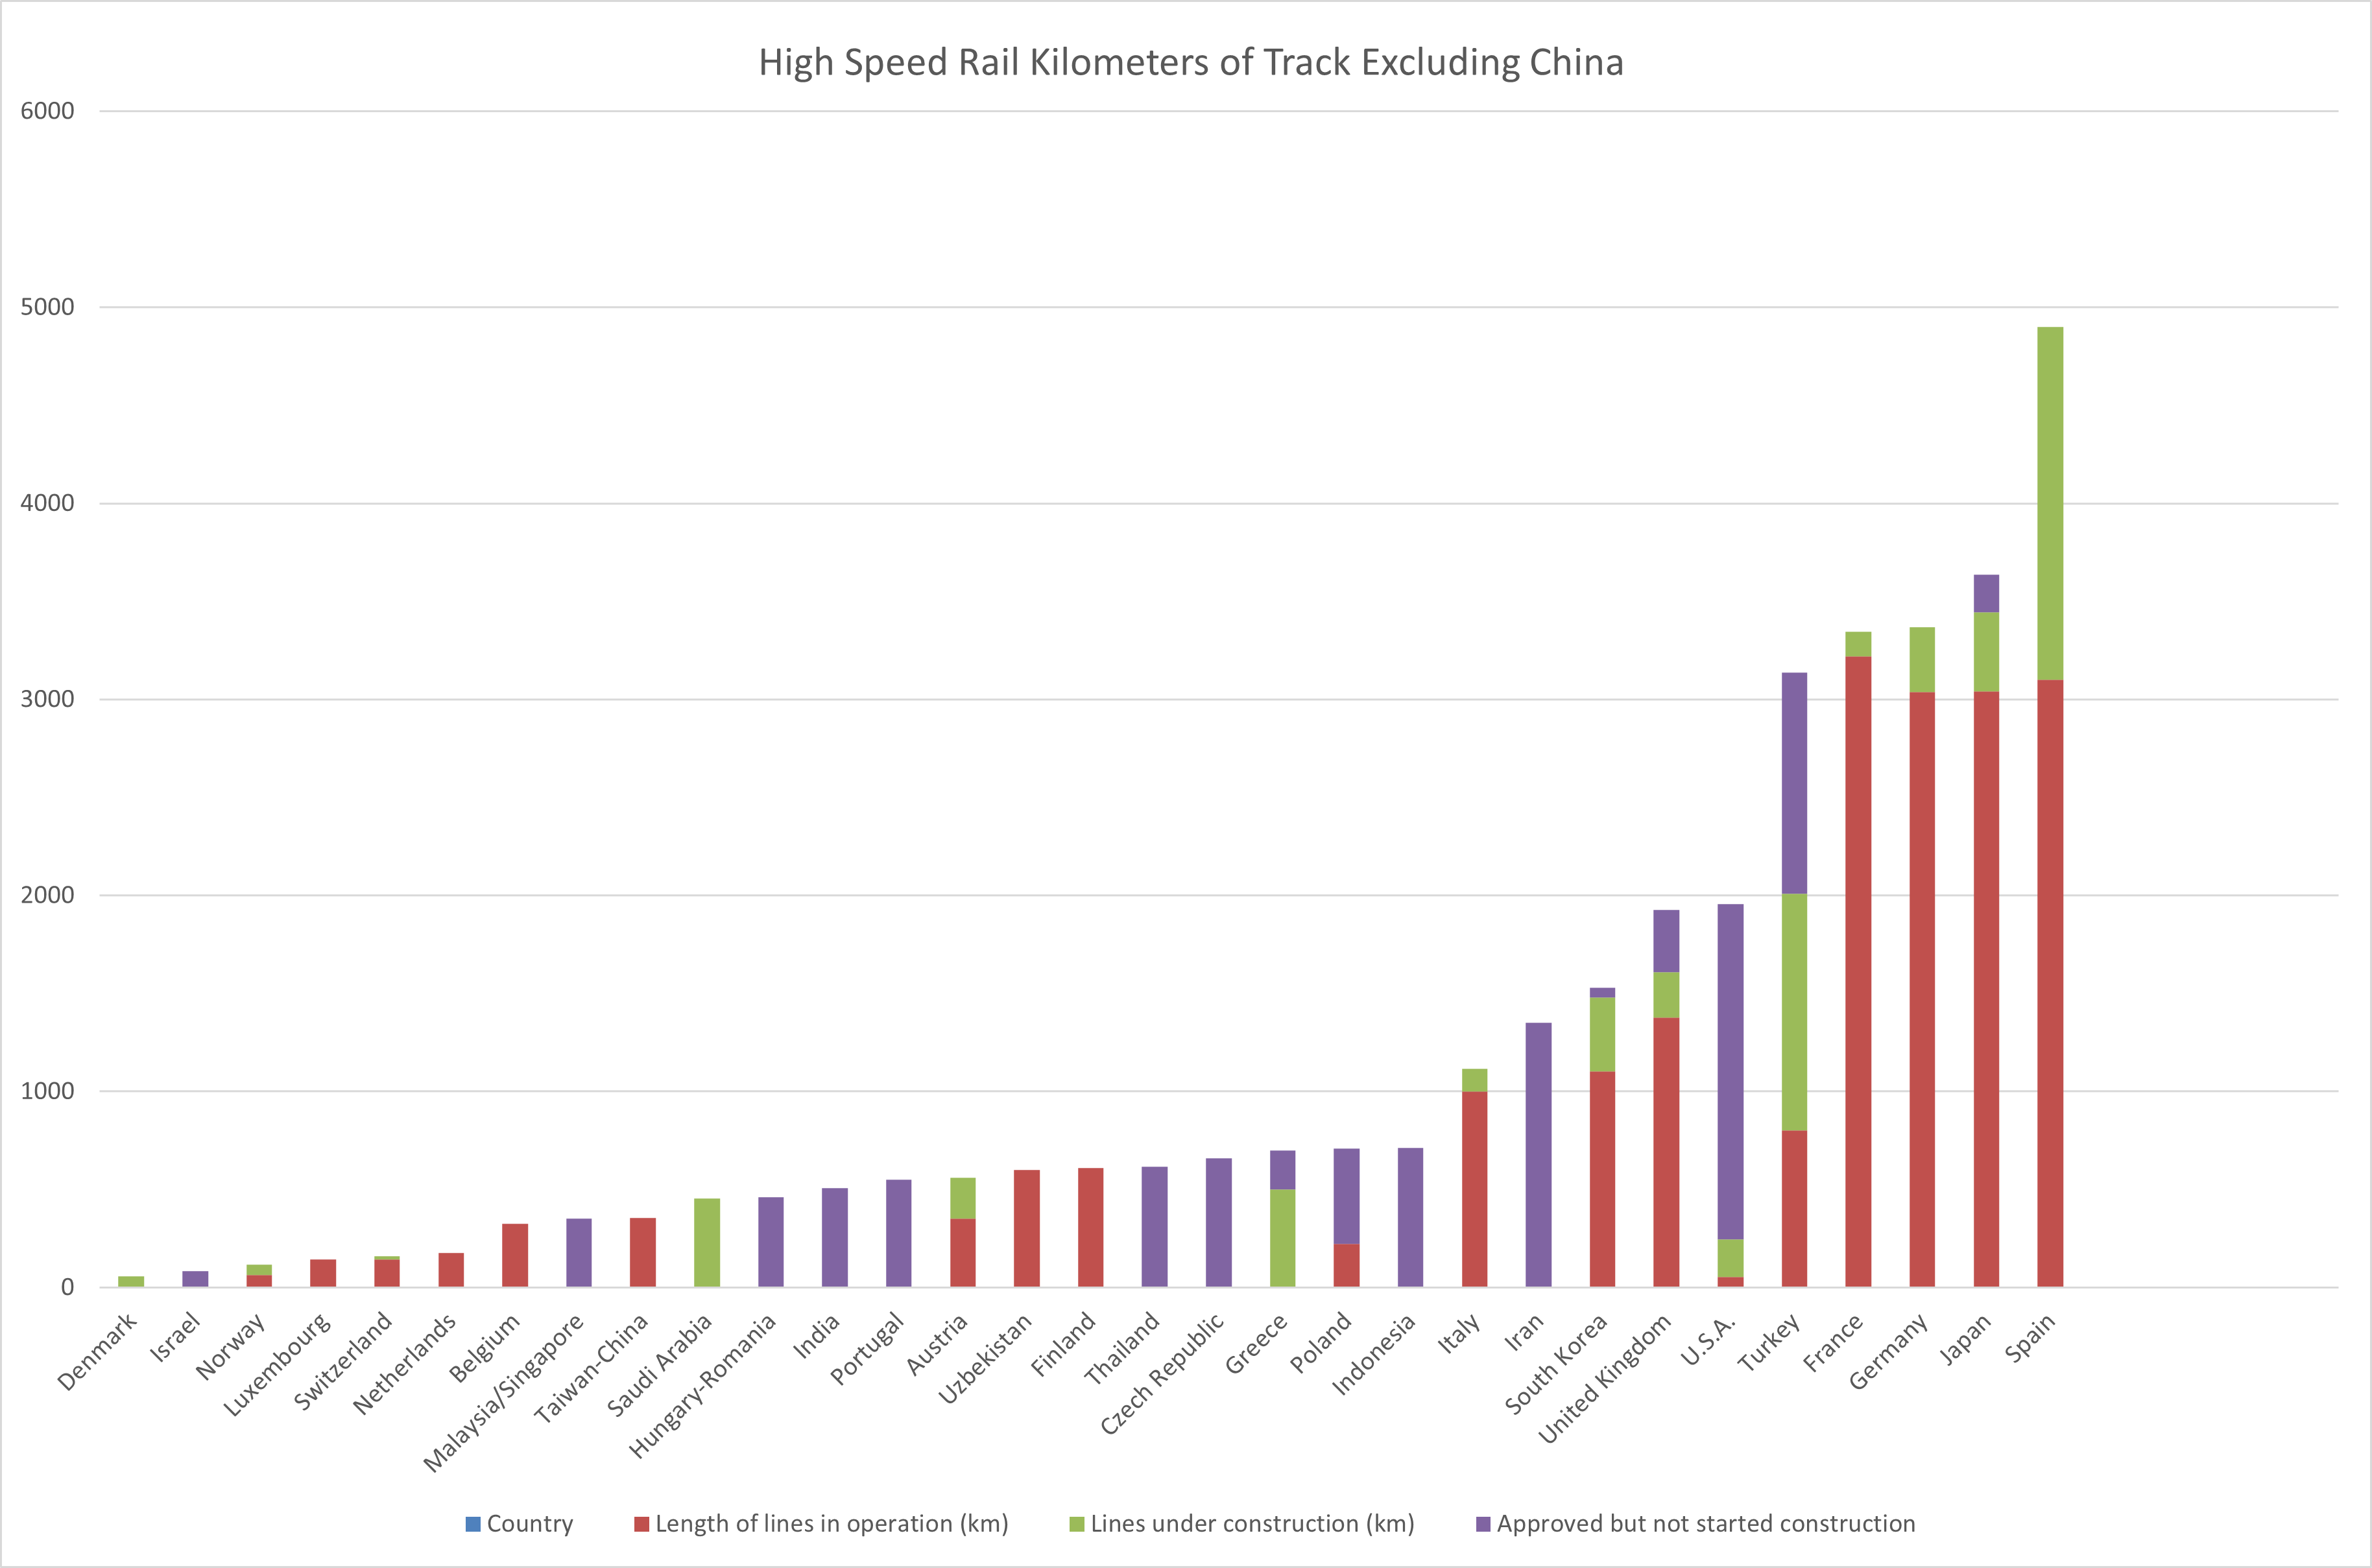 High Speed Rail Kilometers of Track Excluding China
6000
5000
4000
3000
2000
1000
0
Denmark
Israel
Norway
Luxembourg
Switzerland
Netherlands
Belgium
Malaysia/Singapore
Taiwan-China
Saudi Arabia
Hungary-Romania
India
Portugal
Austria
Uzbekistan
Finland
Thailand
Czech Republic
Greece
Poland
Indonesia
Italy
Iran
South Korea
United Kingdom
U.S.A.
Turkey
France
Germany
Japan
Spain
Country
Length of lines in operation (km)
Lines under construction (km)
Approved but not started construction